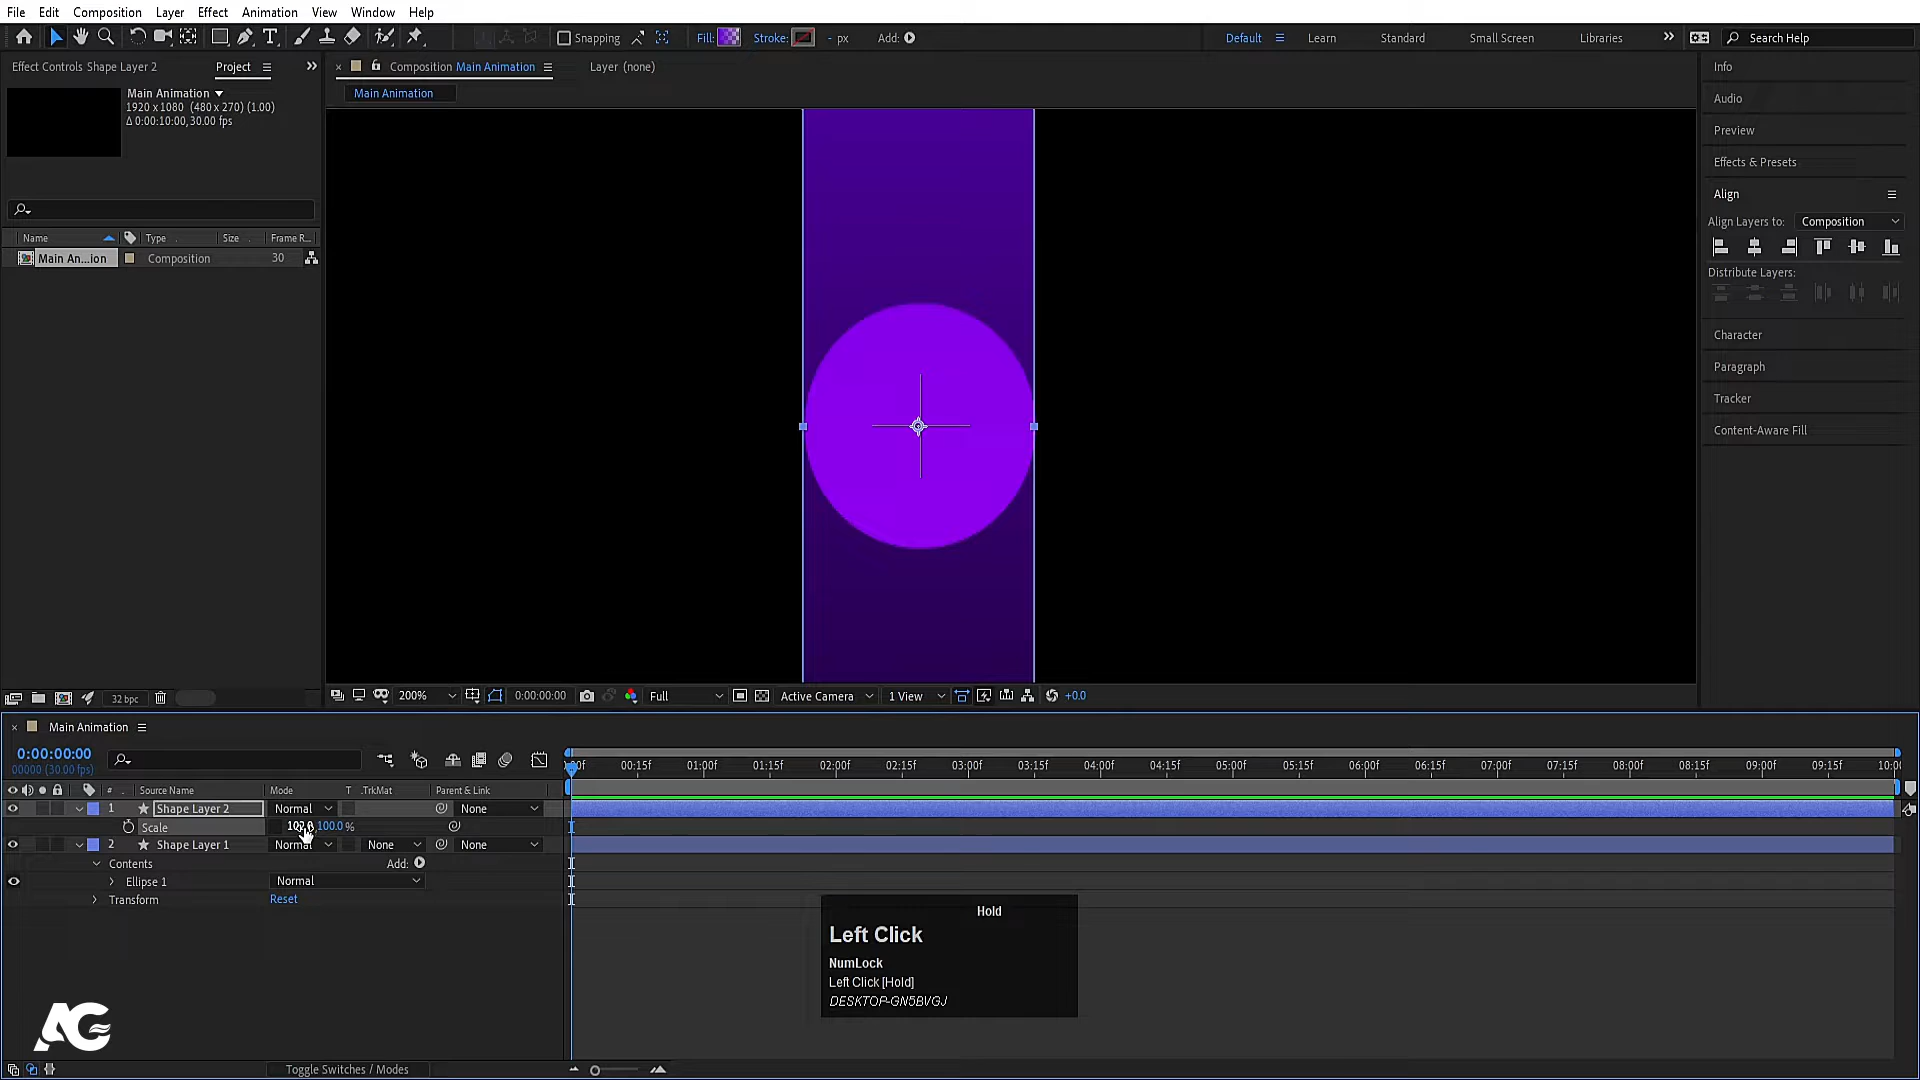 File Edit Composition Layer Effect Animation View Window Help
Snapping Fill: Stroke: - px Add: Default Learn Standard Small Screen Libraries Search Help
Effect Controls Shape Layer 2 Project Composition Main Animation Layer (none) Info
Main Animation
1920 x 1080 (480 x 270) (1.00)
Δ 0:00:10:00, 30.00 fps
Main Animation
Audio
Preview
Effects & Presets
Align
Align Layers to: Composition
Distribute Layers:
Character
Paragraph
Tracker
Content-Aware Fill
Name Type Size Frame R...
Main An...ion Composition 30
32 bpc 200% 0:00:00:00 Full Active Camera 1 View +0.0
Main Animation
0:00:00:00
00000 (30.00 fps)
00:15f 01:00f 01:15f 02:00f 02:15f 03:00f 03:15f 04:00f 04:15f 05:00f 05:15f 06:00f 06:15f 07:00f 07:15f 08:00f 08:15f 09:00f 09:15f 10:0
# Source Name Mode T .TrkMat Parent & Link
1 Shape Layer 2 Normal None
Scale 100.0%
2 Shape Layer 1 Normal None None
Contents Add:
Ellipse 1 Normal
Transform Reset
Hold
Left Click
NumLock
Left Click [Hold]
DESKTOP-GN5BVGJ
AG
Toggle Switches / Modes